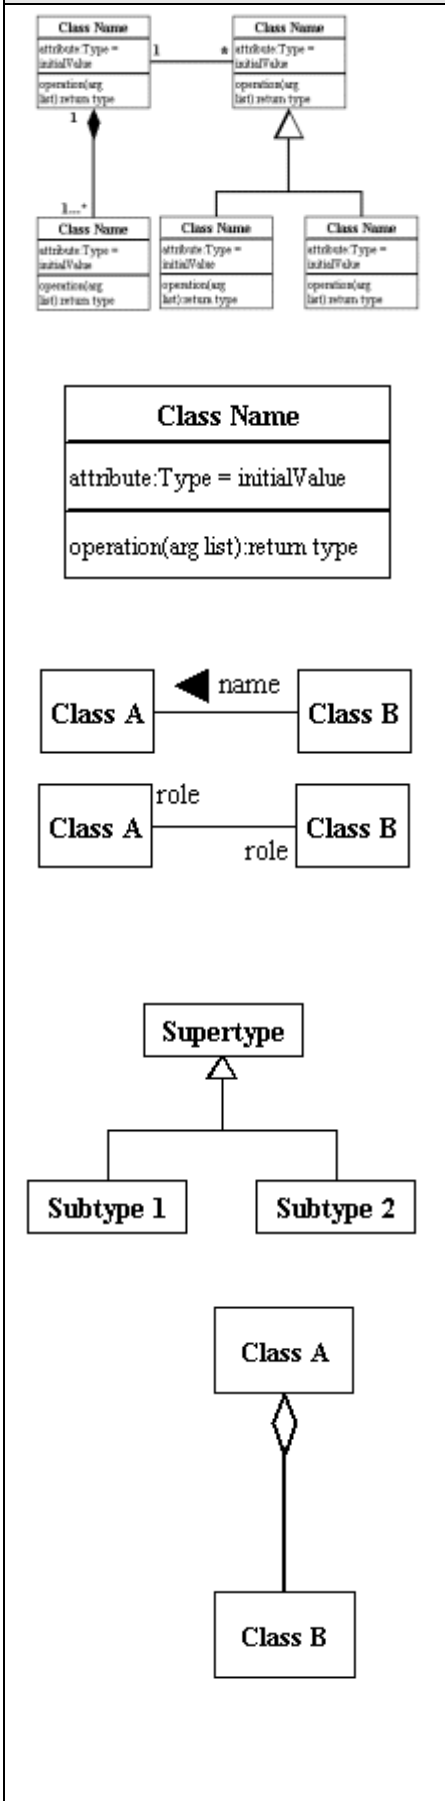 Class Name
attribute:Type =
initialValue
operation(arg
list):return type
1
*
Class Name
attribute:Type =
initialValue
operation(arg
list):return type
1
1...*
Class Name
attribute:Type =
initialValue
operation(arg
list):return type
Class Name
attribute:Type =
initialValue
operation(arg
list):return type
Class Name
attribute:Type =
initialValue
operation(arg
list):return type
Class Name
attribute:Type = initialValue
operation(arg list):return type
Class A
name
Class B
Class A
role
role
Class B
Supertype
Subtype 1
Subtype 2
Class A
Class B